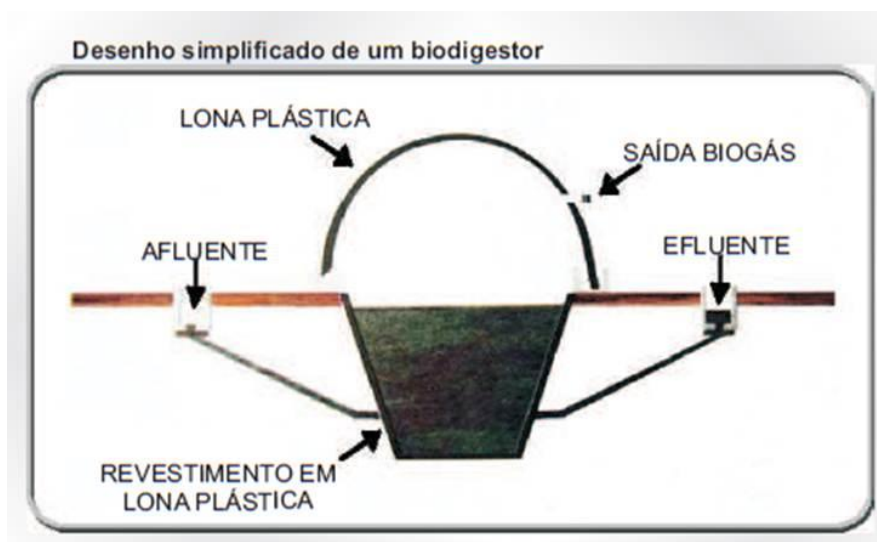 Desenho simplificado de um biodigestor
LONA PLÁSTICA
SAÍDA BIOGÁS
AFLUENTE
EFLUENTE
REVESTIMENTO EM
LONA PLÁSTICA